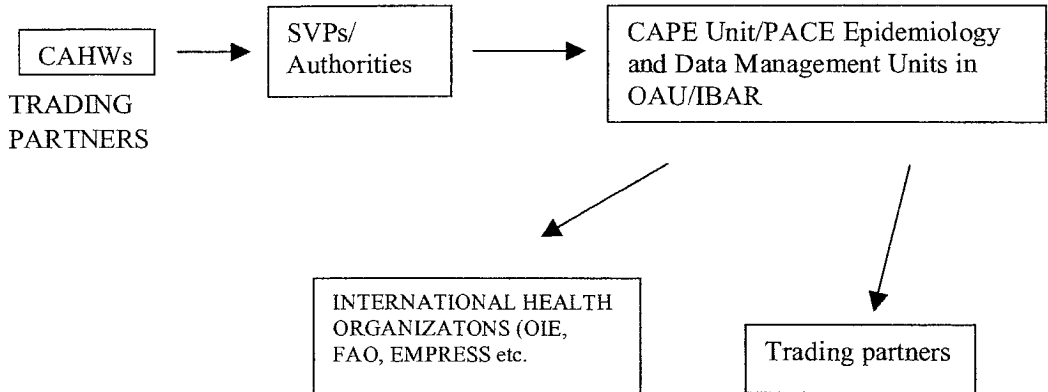 CAHWs
TRADING
PARTNERS
SVPs/
Authorities
CAPE Unit/PACE Epidemiology
and Data Management Units in
OAU/IBAR
INTERNATIONAL HEALTH
ORGANIZATONS (OIE,
FAO, EMPRESS etc.
Trading partners